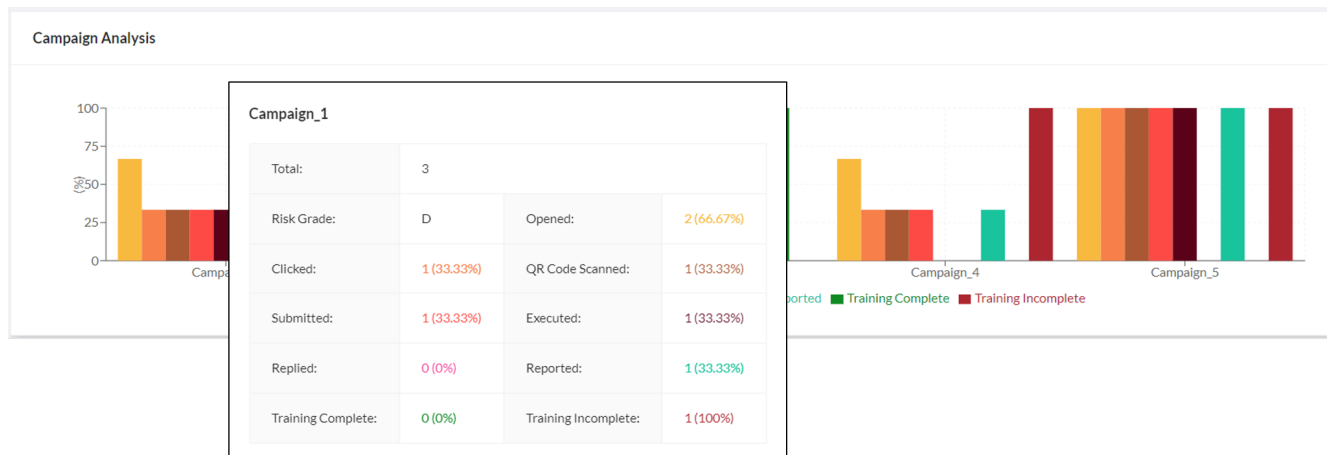 Campaign Analysis
100
75
(%)
50
25
0
Campaign_4
Campaign_5
Training Complete
Training Incomplete
Campaign_1
Total: 3
Risk Grade: D Opened: 2 (66.67%)
Clicked: 1 (33.33%) QR Code Scanned: 1 (33.33%)
Submitted: 1 (33.33%) Executed: 1 (33.33%)
Replied: 0 (0%) Reported: 1 (33.33%)
Training Complete: 0 (0%) Training Incomplete: 1 (100%)